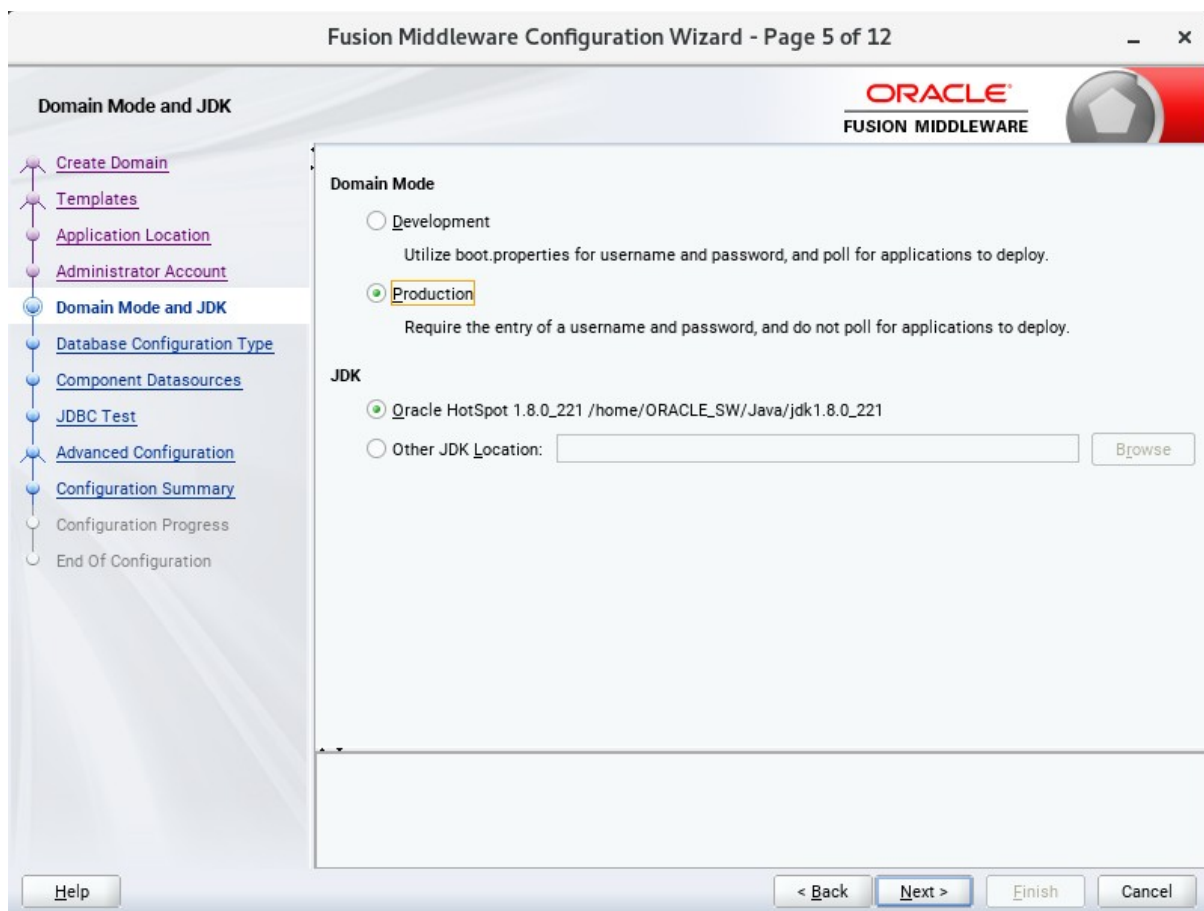 Fusion Middleware Configuration Wizard - Page 5 of 12
Domain Mode and JDK
ORACLE
FUSION MIDDLEWARE
Create Domain
Templates
Application Location
Administrator Account
Domain Mode and JDK
Database Configuration Type
Component Datasources
JDBC Test
Advanced Configuration
Configuration Summary
Configuration Progress
End Of Configuration
Domain Mode
Development
Utilize boot.properties for username and password, and poll for applications to deploy.
Production
Require the entry of a username and password, and do not poll for applications to deploy.
JDK
Oracle HotSpot 1.8.0_221 /home/ORACLE_SW/Java/jdk1.8.0_221
Other JDK Location:
Browse
Help
< Back
Next >
Finish
Cancel